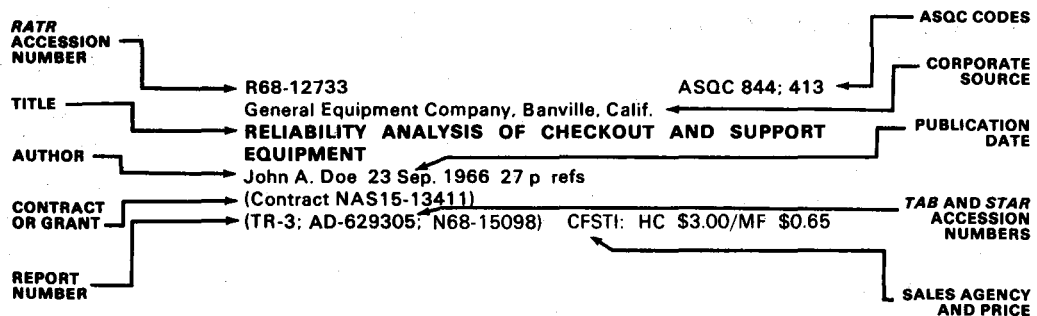 RATR
ACCESSION
NUMBER
ASQC CODES
R68-12733 ASQC 844; 413
CORPORATE
SOURCE
General Equipment Company, Banville, Calif.
TITLE
RELIABILITY ANALYSIS OF CHECKOUT AND SUPPORT
EQUIPMENT
PUBLICATION
DATE
AUTHOR
John A. Doe 23 Sep. 1966 27 p refs
CONTRACT
OR GRANT
(Contract NAS15-13411)
(TR-3; AD-629305; N68-15098) CFSTI: HC $3.00/MF $0.65
TAB AND STAR
ACCESSION
NUMBERS
REPORT
NUMBER
SALES AGENCY
AND PRICE